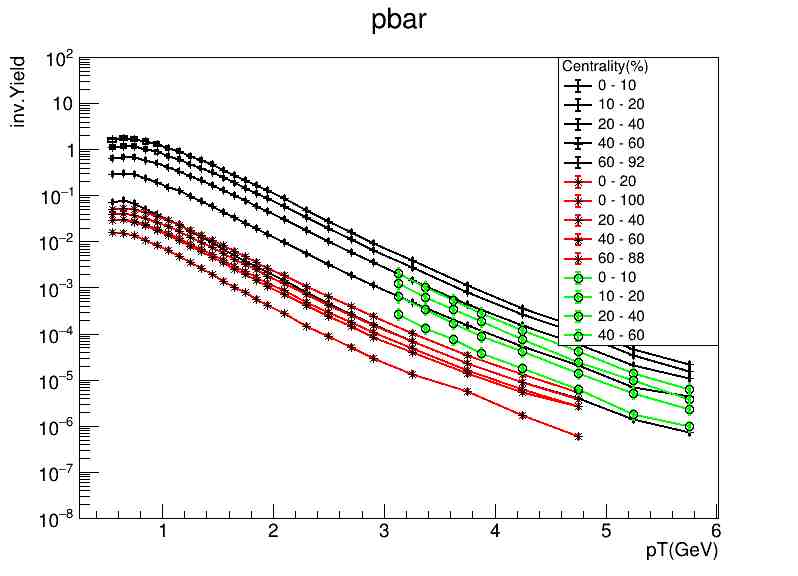 pbar
inv.Yield
10²
10
1
10⁻¹
10⁻²
10⁻³
10⁻⁴
10⁻⁵
10⁻⁶
10⁻⁷
10⁻⁸
Centrality(%)
0 - 10
10 - 20
20 - 40
40 - 60
60 - 92
0 - 20
0 - 100
20 - 40
40 - 60
60 - 88
0 - 10
10 - 20
20 - 40
40 - 60
1 2 3 4 5 6
pT(GeV)